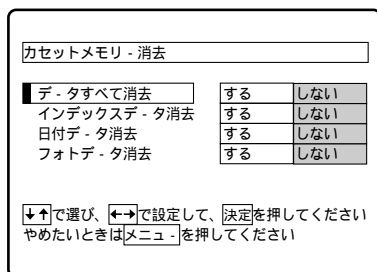 カセットメモリ - 消去
デ - タすべて消去 する しない
インデックスデ - タ消去 する しない
日付デ - タ消去 する しない
フォトデ - タ消去 する しない
↓↑で選び、←→で設定して、決定を押してください
やめたいときはメニュ - を押してください